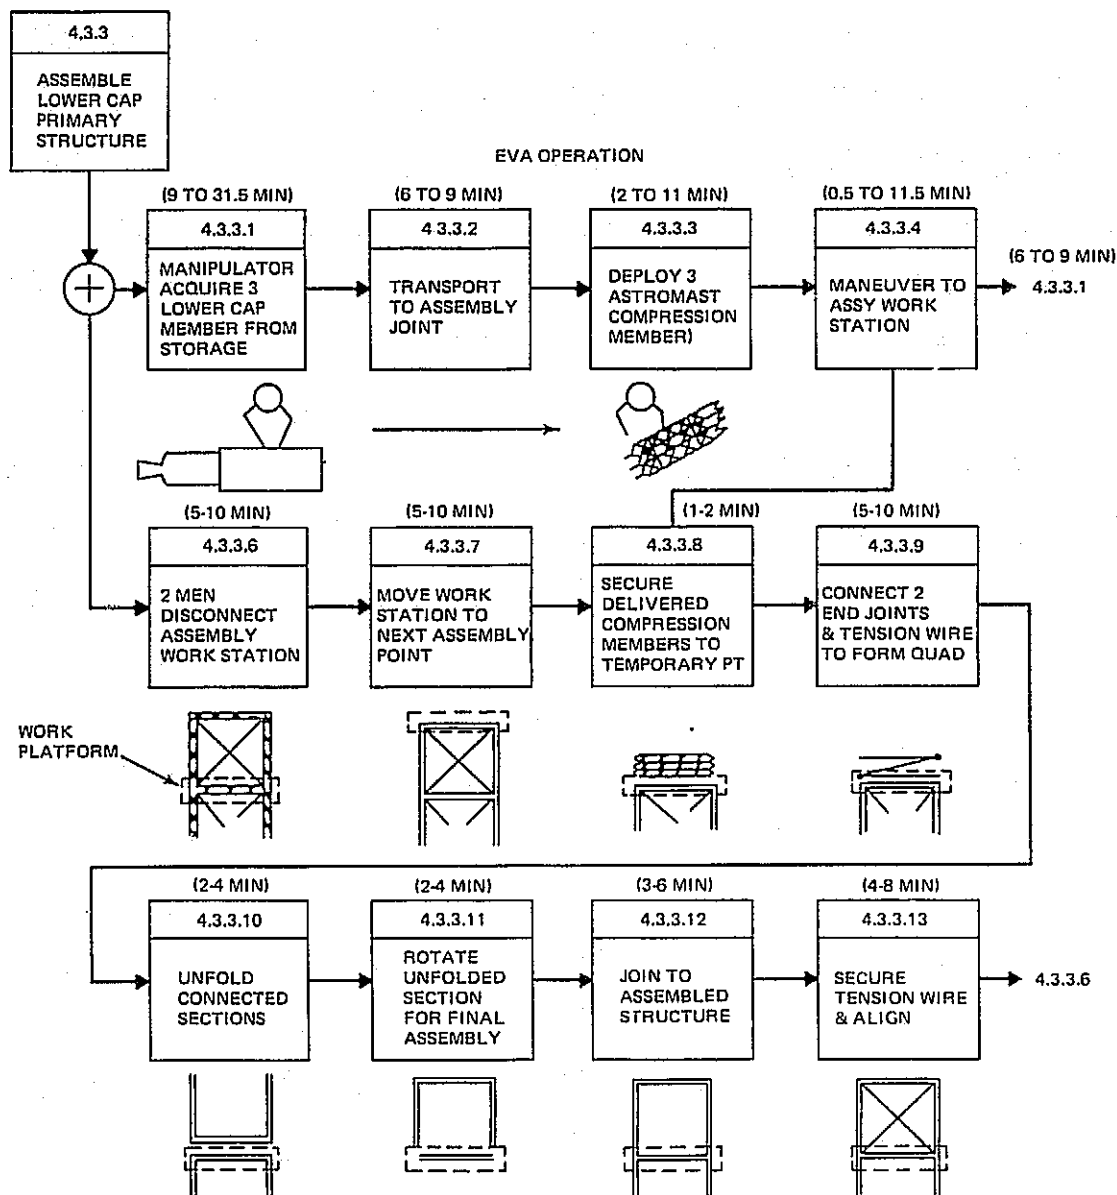 4.3.3
ASSEMBLE
LOWER CAP
PRIMARY
STRUCTURE
EVA OPERATION
(9 TO 31.5 MIN)
4.3.3.1
MANIPULATOR
ACQUIRE 3
LOWER CAP
MEMBER FROM
STORAGE
(6 TO 9 MIN)
4.3.3.2
TRANSPORT
TO ASSEMBLY
JOINT
(2 TO 11 MIN)
4.3.3.3
DEPLOY 3
ASTROMAST
COMPRESSION
MEMBER)
(0.5 TO 11.5 MIN)
4.3.3.4
MANEUVER TO
ASSY WORK
STATION
(6 TO 9 MIN)
4.3.3.1
(5-10 MIN)
4.3.3.6
2 MEN
DISCONNECT
ASSEMBLY
WORK STATION
(5-10 MIN)
4.3.3.7
MOVE WORK
STATION TO
NEXT ASSEMBLY
POINT
(1-2 MIN)
4.3.3.8
SECURE
DELIVERED
COMPRESSION
MEMBERS TO
TEMPORARY PT
(5-10 MIN)
4.3.3.9
CONNECT 2
END JOINTS
& TENSION WIRE
TO FORM QUAD
WORK
PLATFORM
(2-4 MIN)
4.3.3.10
UNFOLD
CONNECTED
SECTIONS
(2-4 MIN)
4.3.3.11
ROTATE
UNFOLDED
SECTION
FOR FINAL
ASSEMBLY
(3-6 MIN)
4.3.3.12
JOIN TO
ASSEMBLED
STRUCTURE
(4-8 MIN)
4.3.3.13
SECURE
TENSION WIRE
& ALIGN
4.3.3.6